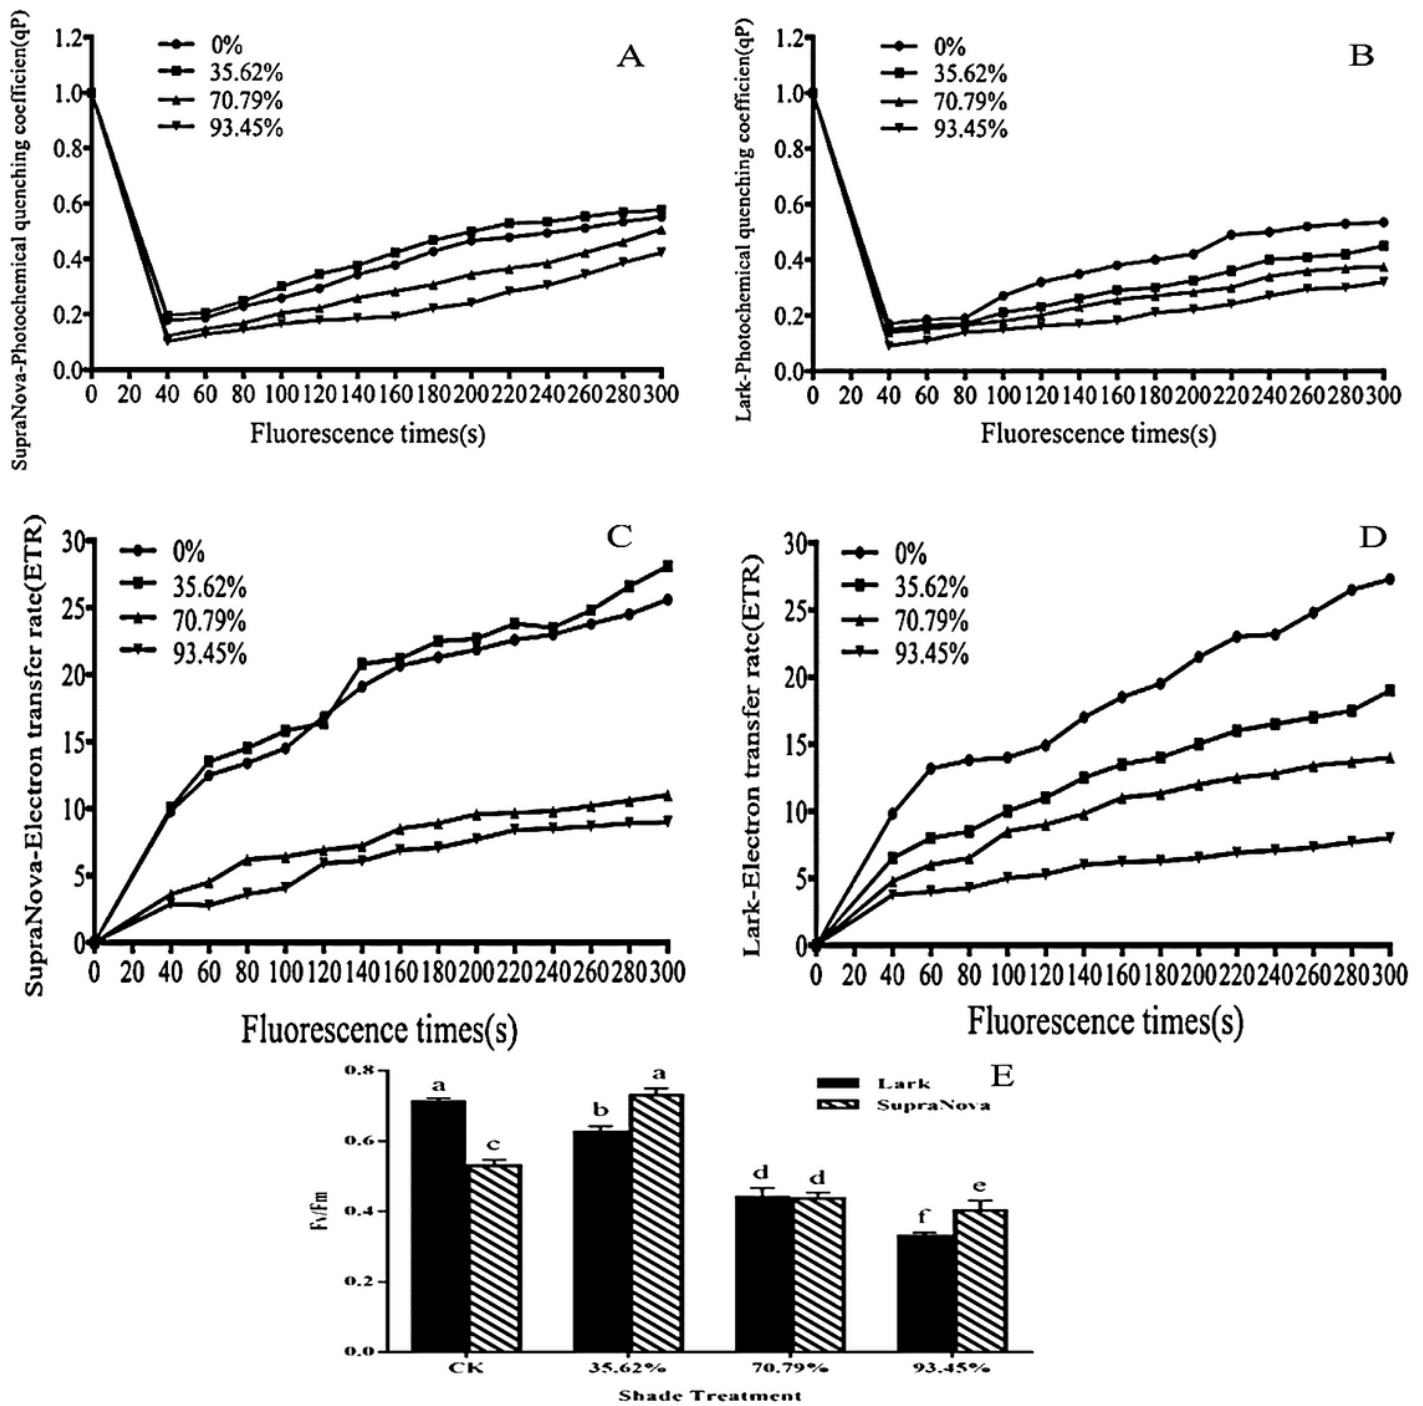 SupraNova-Photochemical quenching coefficien(qP)
1.2
1.0
0.8
0.6
0.4
0.2
0.0
0%
35.62%
70.79%
93.45%
A
0 20 40 60 80 100 120 140 160 180 200 220 240 260 280 300
Fluorescence times(s)
Lark-Photochemical quenching coefficien(qP)
1.2
1.0
0.8
0.6
0.4
0.2
0.0
0%
35.62%
70.79%
93.45%
B
0 20 40 60 80 100 120 140 160 180 200 220 240 260 280 300
Fluorescence times(s)
SupraNova-Electron transfer rate(ETR)
30
25
20
15
10
5
0
0%
35.62%
70.79%
93.45%
C
0 20 40 60 80 100 120 140 160 180 200 220 240 260 280 300
Fluorescence times(s)
Lark-Electron transfer rate(ETR)
30
25
20
15
10
5
0
0%
35.62%
70.79%
93.45%
D
0 20 40 60 80 100 120 140 160 180 200 220 240 260 280 300
Fluorescence times(s)
Fv/Fm
0.8
0.6
0.4
0.2
0.0
a
c
b
a
d
d
f
e
Lark
SupraNova
E
CK 35.62% 70.79% 93.45%
Shade Treatment